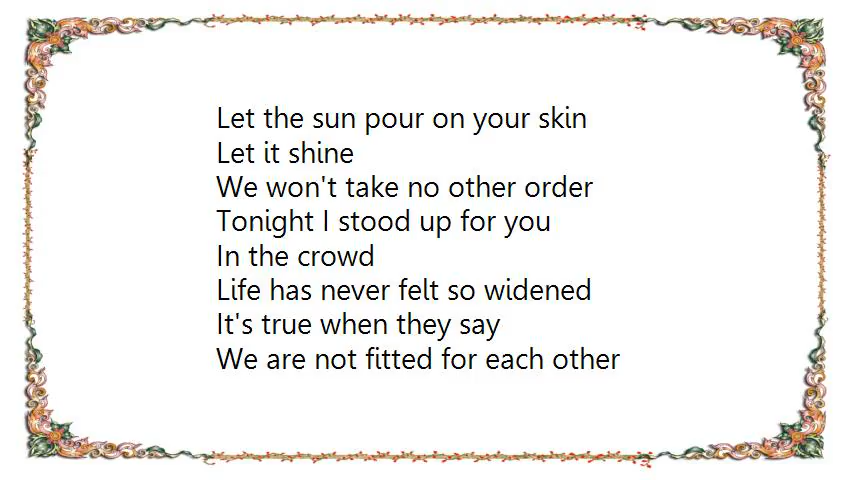 Let the sun pour on your skin
Let it shine
We won't take no other order
Tonight I stood up for you
In the crowd
Life has never felt so widened
It's true when they say
We are not fitted for each other